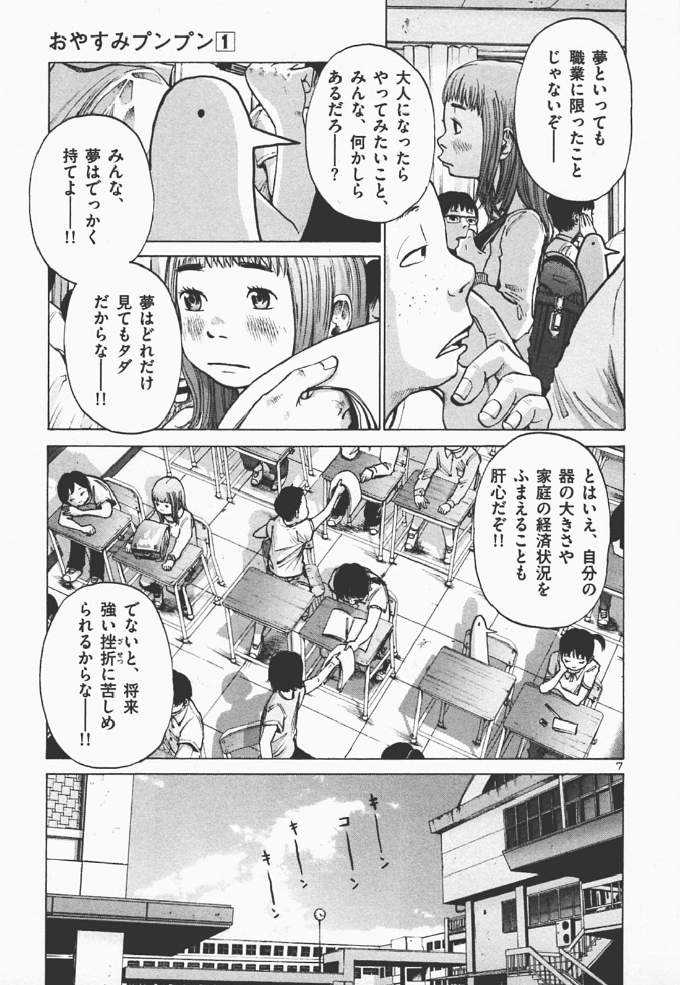 おやすみプンプン1
夢といっても
職業に限ったこと
じゃないぞ──
大人になったら
やってみたいこと、
みんな、何かしら
あるだろ──?
みんな、
夢はでっかく
持てよ──!!
夢はどれだけ
見てもタダ
だからな──!!
とはいえ、自分の
器の大きさや
家庭の経済状況を
ふまえることも
肝心だぞ!!
でないと、将来
強い挫折に苦しめ
ざせつ
られるからな──!!
7
キーン
コーン
キーン
コーン